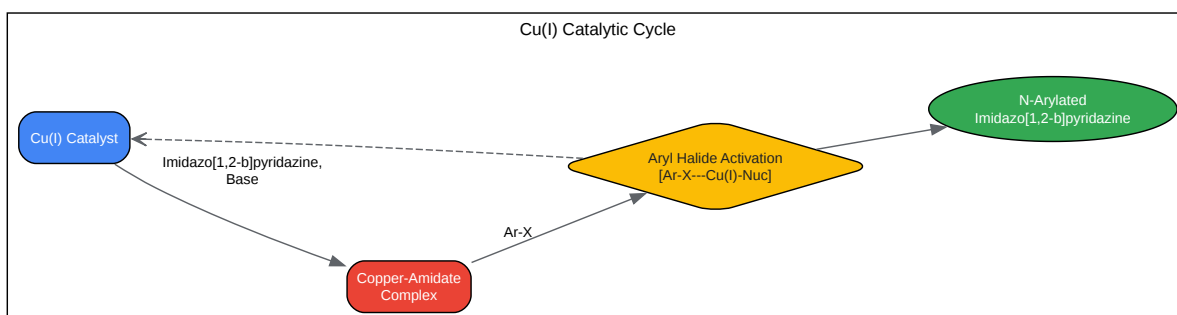 Cu(I) Catalytic Cycle
Cu(I) Catalyst
Imidazo[1,2-b]pyridazine,
Base
Copper-Amidate
Complex
Ar-X
Aryl Halide Activation
[Ar-X---Cu(I)-Nuc]
N-Arylated
Imidazo[1,2-b]pyridazine